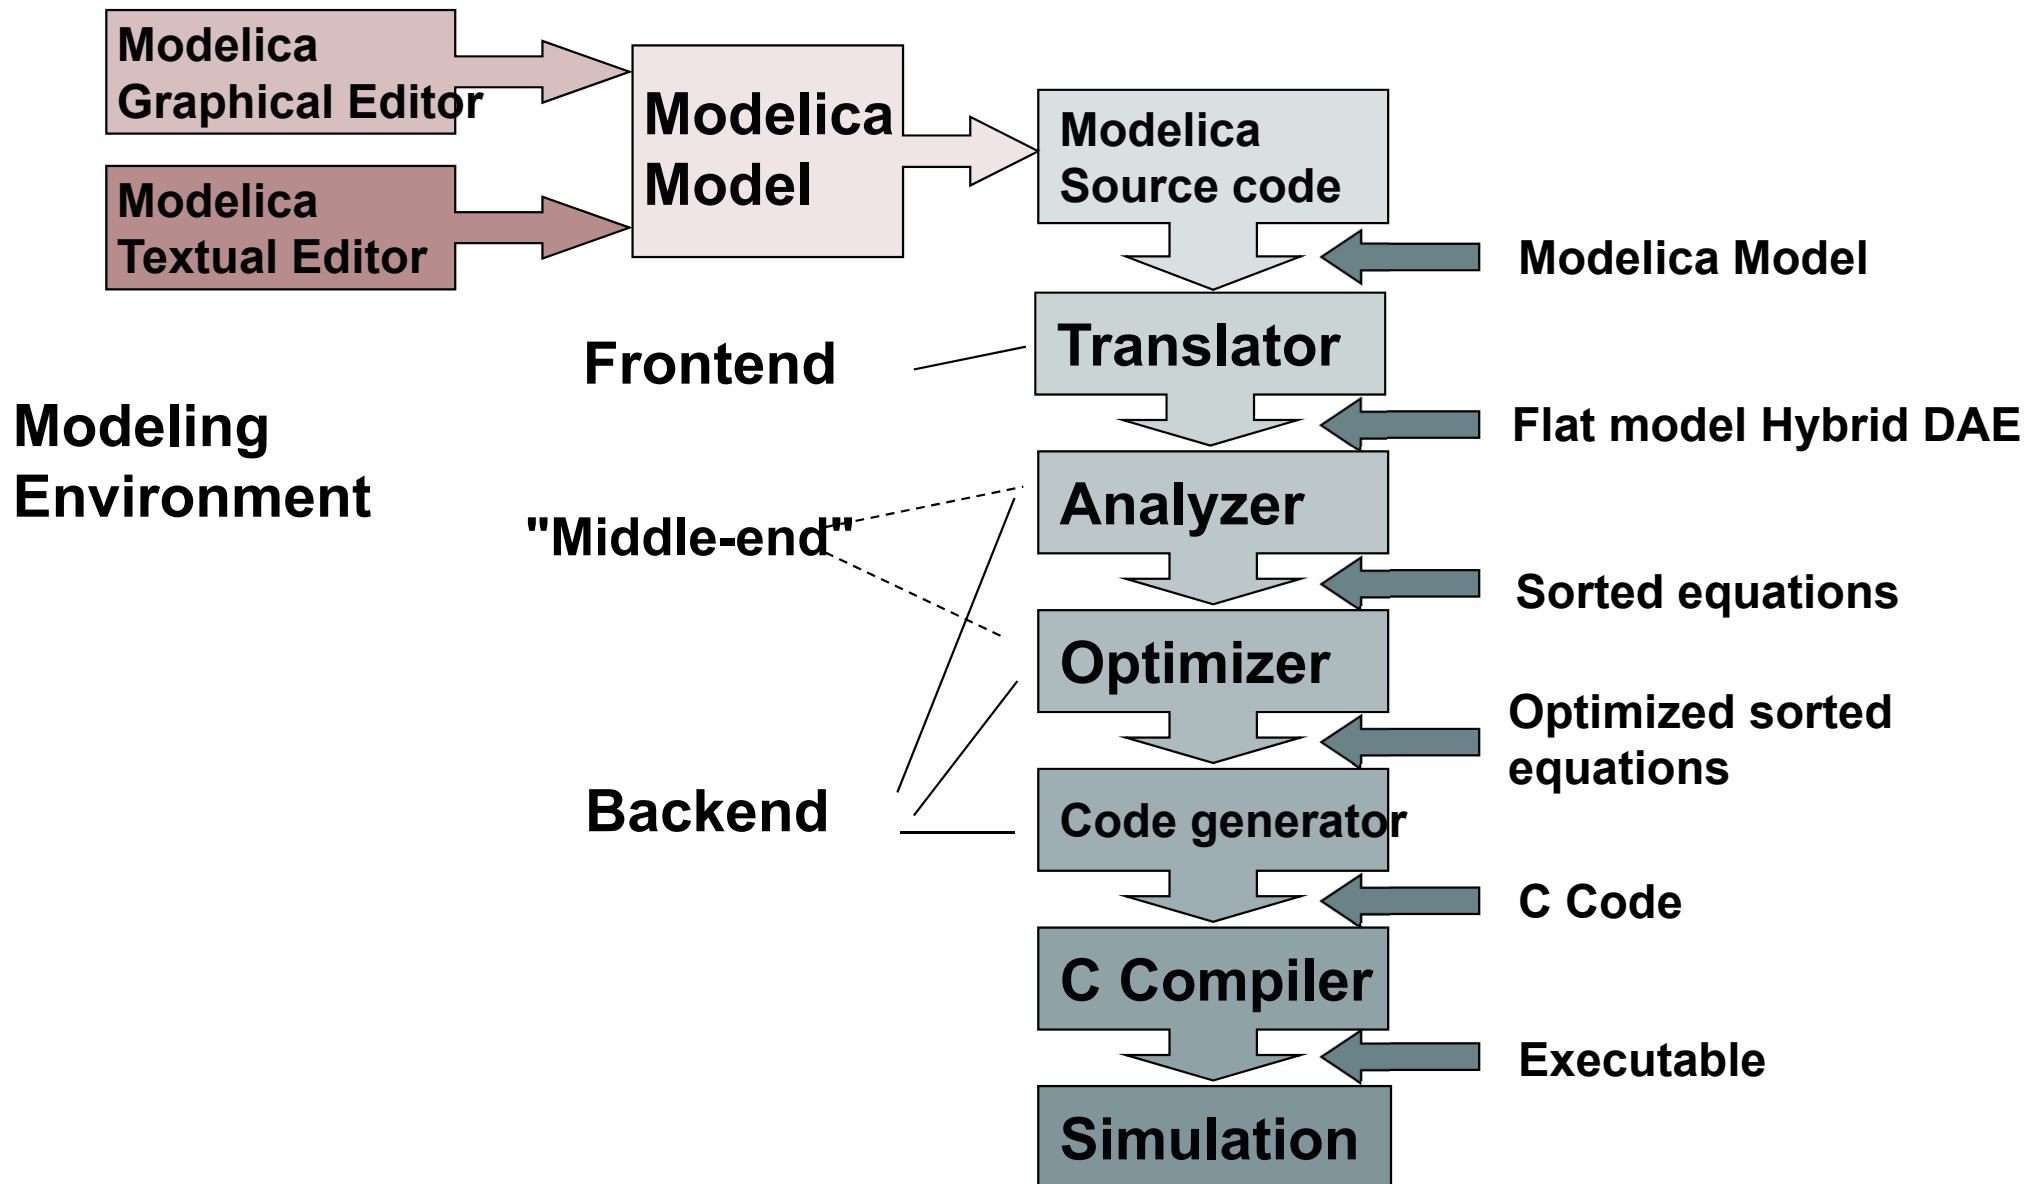 Modelica
Graphical Editor
Modelica
Textual Editor
Modelica
Model
Modelica
Source code
Modelica Model
Translator
Frontend
Flat model Hybrid DAE
Modeling
Environment
Analyzer
"Middle-end"
Sorted equations
Optimizer
Optimized sorted
equations
Backend
Code generator
C Code
C Compiler
Executable
Simulation